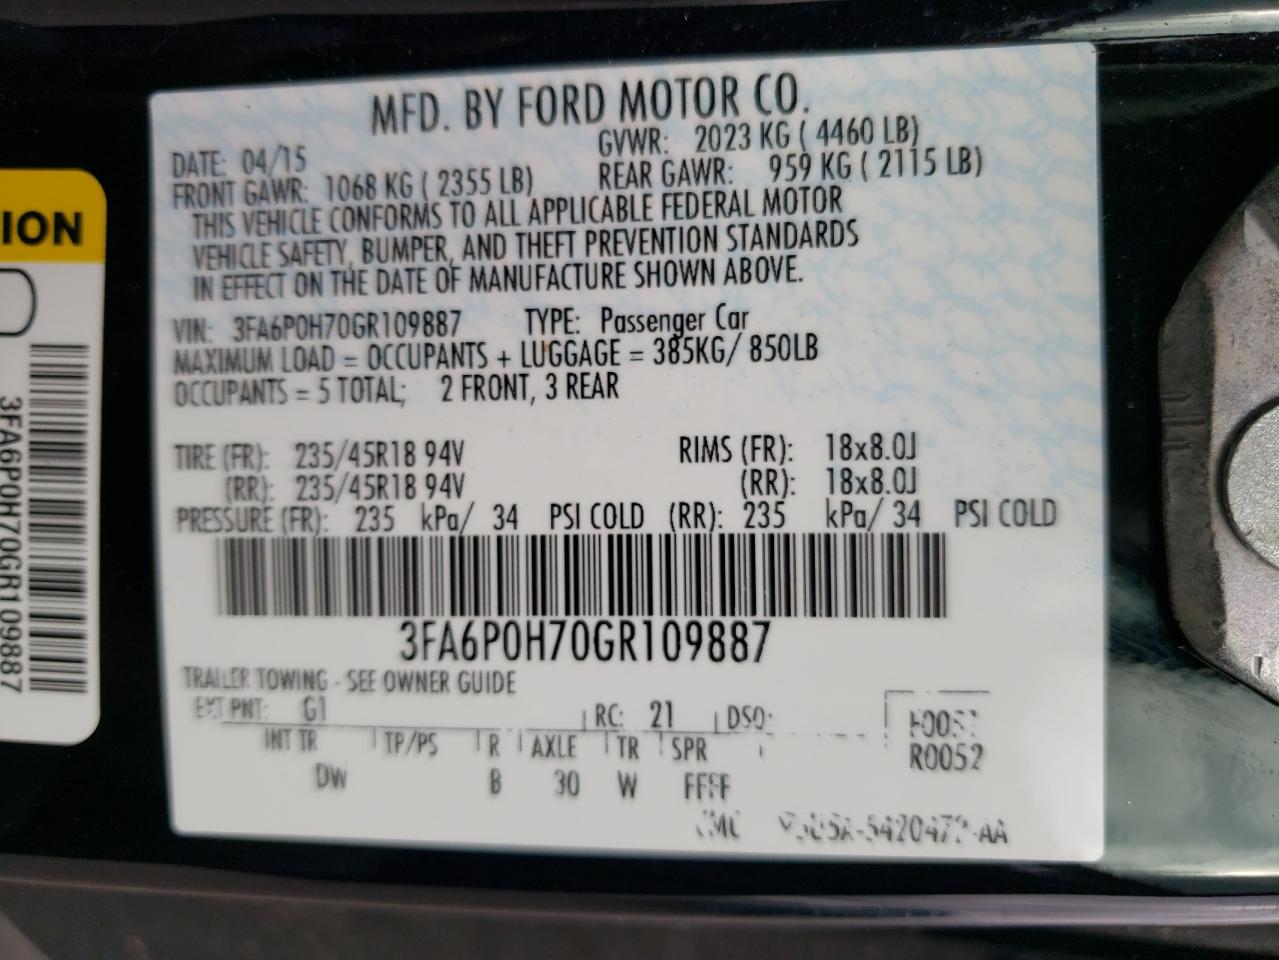 MFD. BY FORD MOTOR CO.
DATE: 04/15 GVWR: 2023 KG ( 4460 LB)
FRONT GAWR: 1068 KG ( 2355 LB) REAR GAWR: 959 KG ( 2115 LB)
THIS VEHICLE CONFORMS TO ALL APPLICABLE FEDERAL MOTOR
VEHICLE SAFETY, BUMPER, AND THEFT PREVENTION STANDARDS
IN EFFECT ON THE DATE OF MANUFACTURE SHOWN ABOVE.
VIN: 3FA6P0H70GR109887 TYPE: Passenger Car
MAXIMUM LOAD = OCCUPANTS + LUGGAGE = 385KG/ 850LB
OCCUPANTS = 5 TOTAL; 2 FRONT, 3 REAR
TIRE (FR): 235/45R18 94V RIMS (FR): 18x8.0J
(RR): 235/45R18 94V (RR): 18x8.0J
PRESSURE (FR): 235 kPa/ 34 PSI COLD (RR): 235 kPa/ 34 PSI COLD
3FA6P0H70GR109887
TRAILER TOWING - SEE OWNER GUIDE
EXT PNT: G1 RC: 21 DSO:
INT TR TP/PS R AXLE TR SPR R0052
DW B 30 W FFFF
ION
3FA6P0H70GR109887